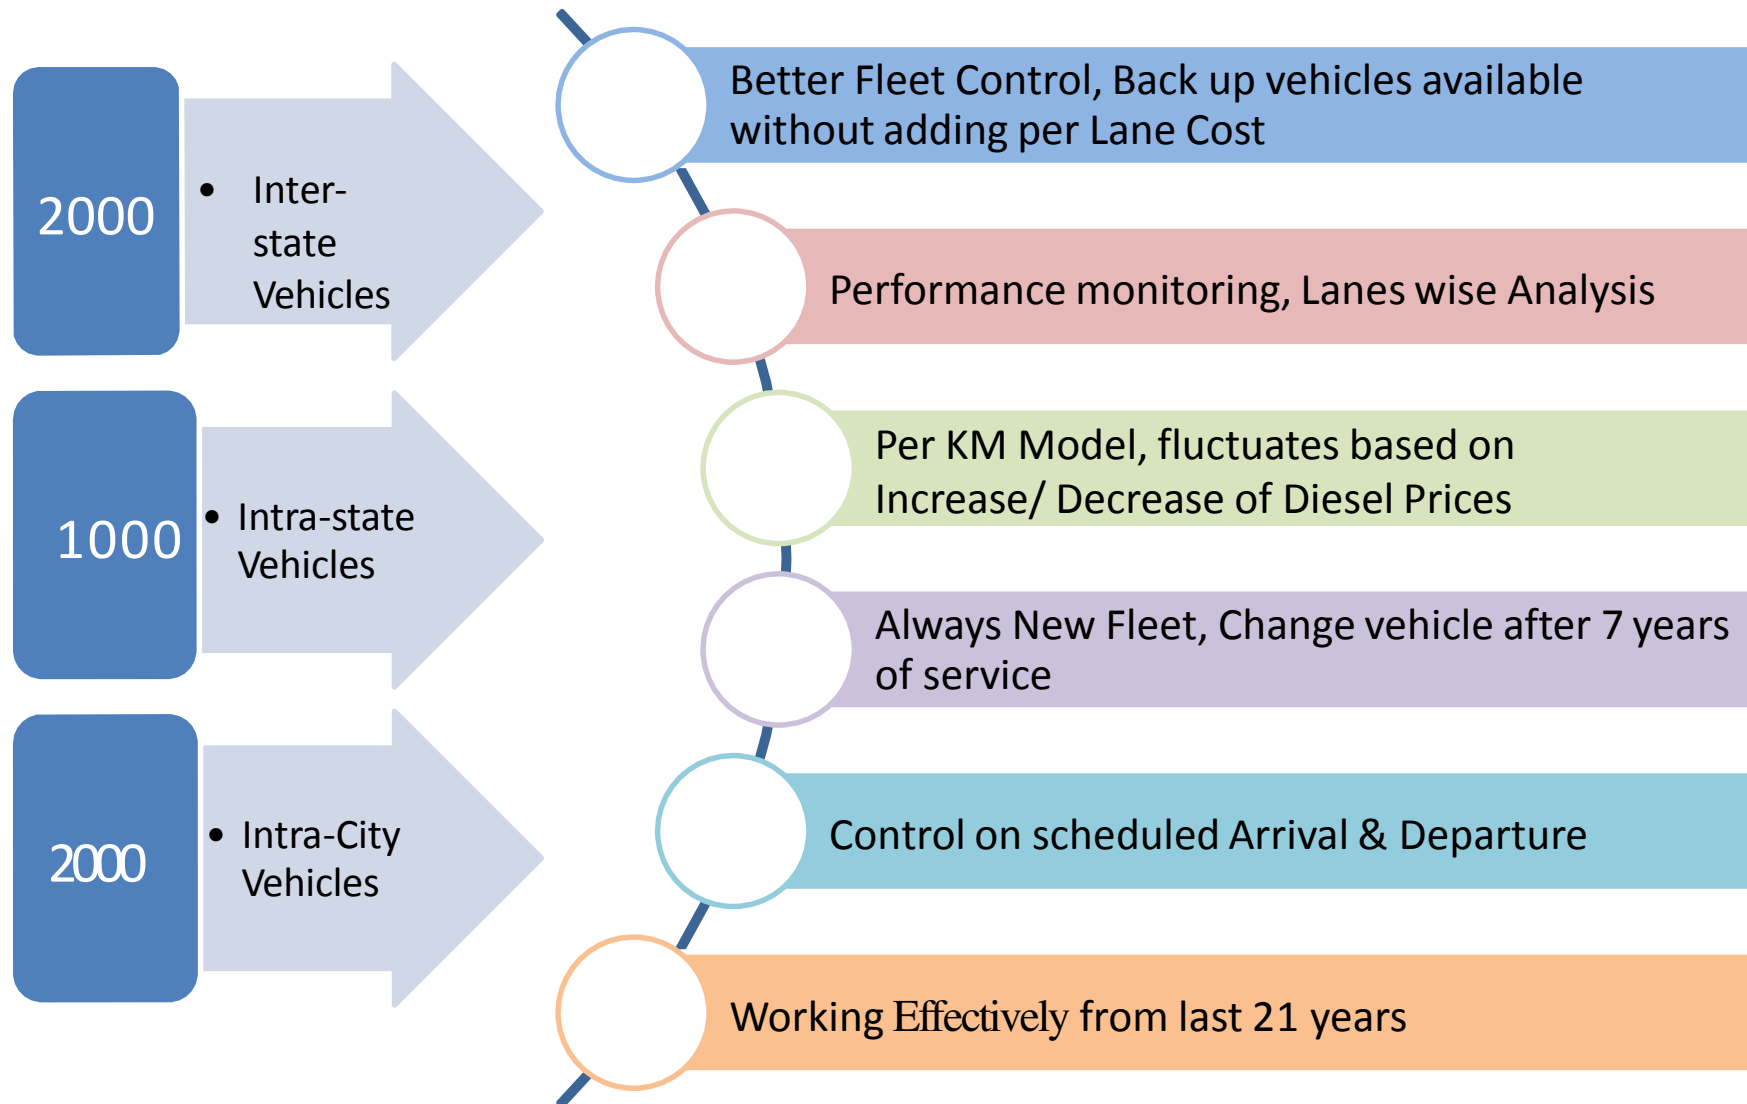 2000
• Inter-
state
Vehicles
1000
• Intra-state
Vehicles
2000
• Intra-City
Vehicles
Better Fleet Control, Back up vehicles available
without adding per Lane Cost
Performance monitoring, Lanes wise Analysis
Per KM Model, fluctuates based on
Increase/ Decrease of Diesel Prices
Always New Fleet, Change vehicle after 7 years
of service
Control on scheduled Arrival & Departure
Working Effectively from last 21 years